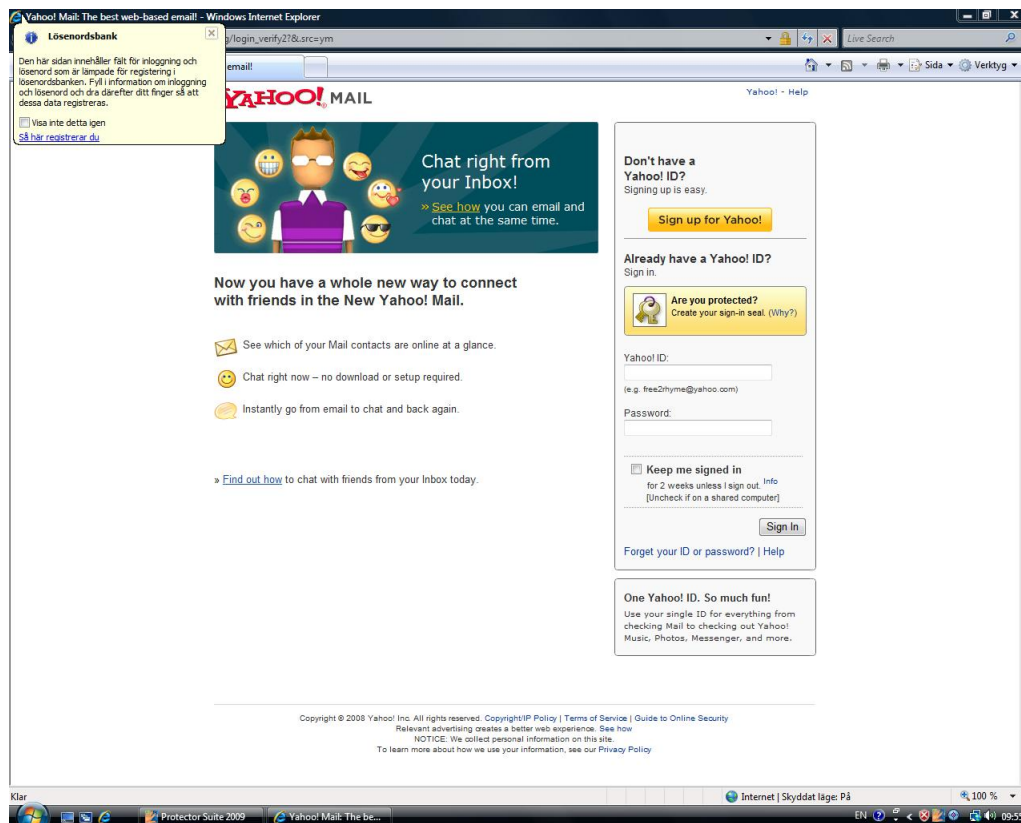 Yahoo! Mail: The best web-based email! - Windows Internet Explorer
Lösenordsbank
Den här sidan innehåller fält för inloggning och
lösenord som är lämpade för registering i
lösenordsbanken. Fyll i information om inloggning
och lösenord och dra därefter ditt finger så att
dessa data registreras.
Visa inte detta igen
Så här registrerar du
g/login_verify2?&.src=ym
Live Search
email!
Sida
Verktyg
YAHOO! MAIL
Yahoo! - Help
Chat right from
your Inbox!
» See how you can email and
chat at the same time.
Now you have a whole new way to connect
with friends in the New Yahoo! Mail.
See which of your Mail contacts are online at a glance.
Chat right now – no download or setup required.
Instantly go from email to chat and back again.
» Find out how to chat with friends from your Inbox today.
Don't have a
Yahoo! ID?
Signing up is easy.
Sign up for Yahoo!
Already have a Yahoo! ID?
Sign in.
Are you protected?
Create your sign-in seal. (Why?)
Yahoo! ID:
(e.g. free2rhyme@yahoo.com)
Password:
Keep me signed in
for 2 weeks unless I sign out. Info
[Uncheck if on a shared computer]
Sign In
Forget your ID or password? | Help
One Yahoo! ID. So much fun!
Use your single ID for everything from
checking Mail to checking out Yahoo!
Music, Photos, Messenger, and more.
Copyright © 2008 Yahoo! Inc. All rights reserved. Copyright/IP Policy | Terms of Service | Guide to Online Security
Relevant advertising creates a better web experience. See how
NOTICE: We collect personal information on this site.
To learn more about how we use your information, see our Privacy Policy
Klar
Internet | Skyddat läge: På
100 %
Protector Suite 2009
Yahoo! Mail: The be...
EN
09:55